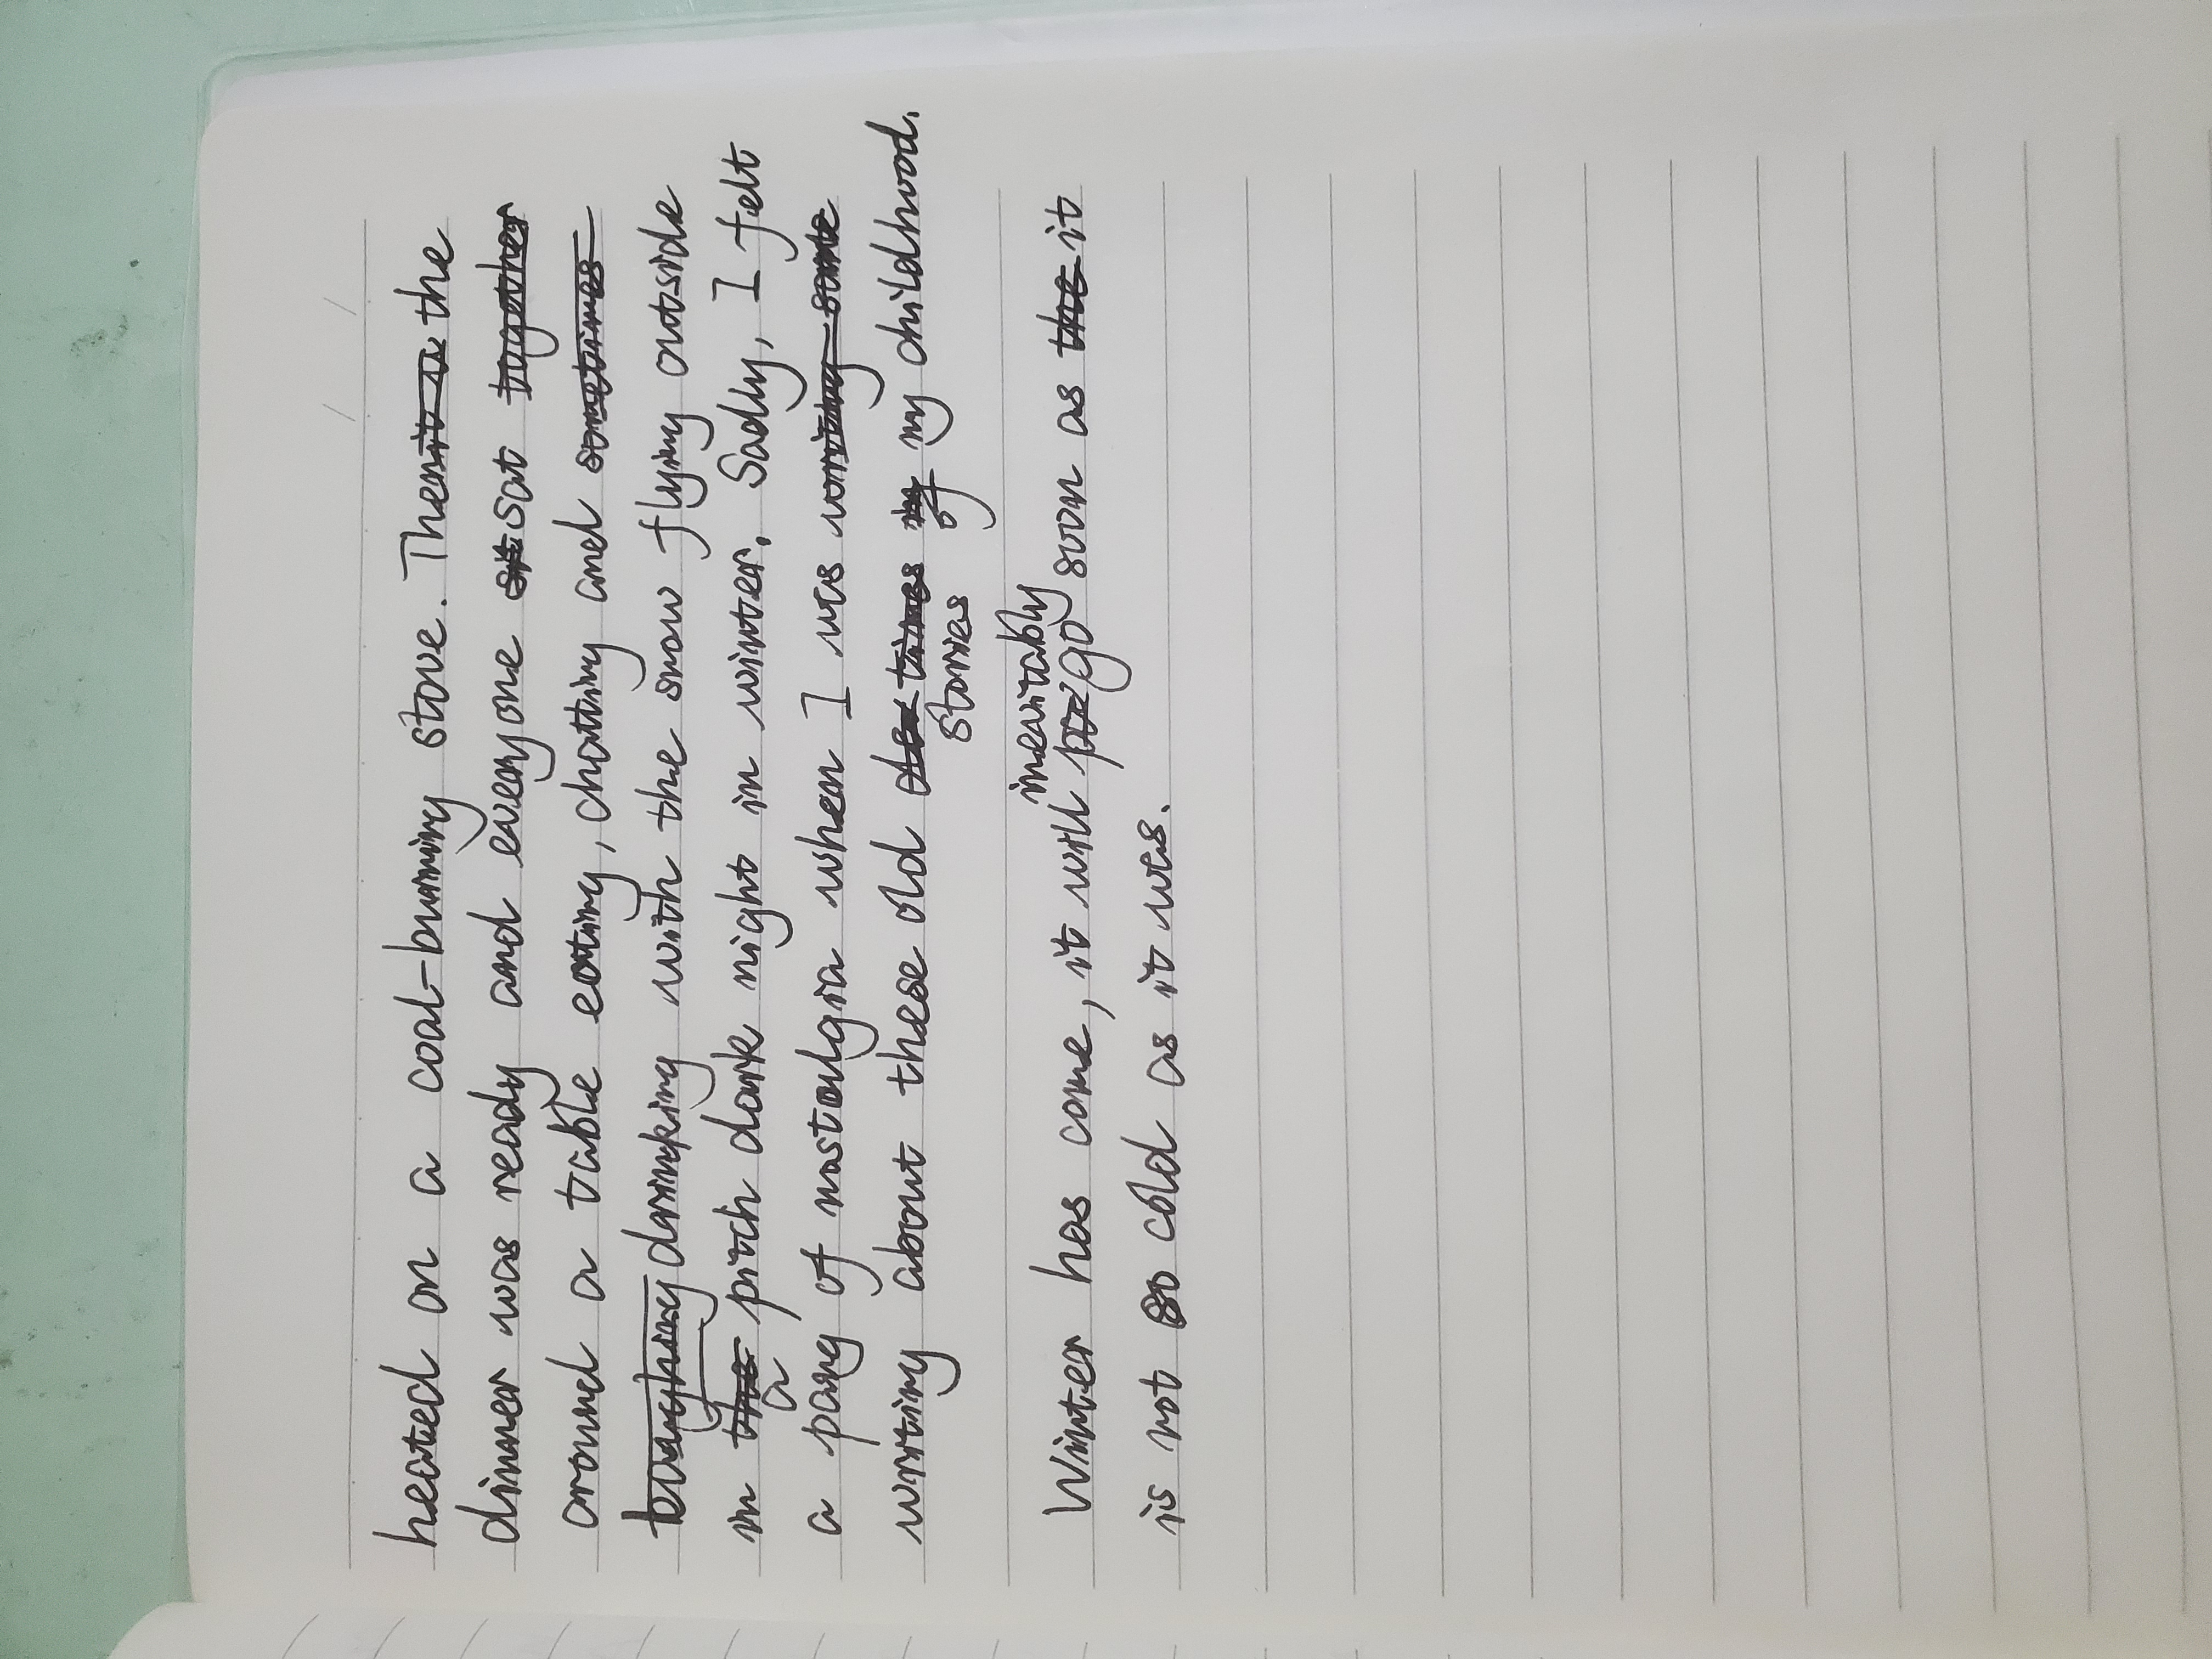 heated on a coal-burning stove. Then the
dinner was ready and everyone sat
around a table eating, chatting and
drinking with the snow flying outside
in a pitch dark night in winter. Sadly, I felt
a pang of nostalgia when I was
writing about these old stories of my childhood.
Winter has come, it will inevitably go soon as it
is not so cold as it was.